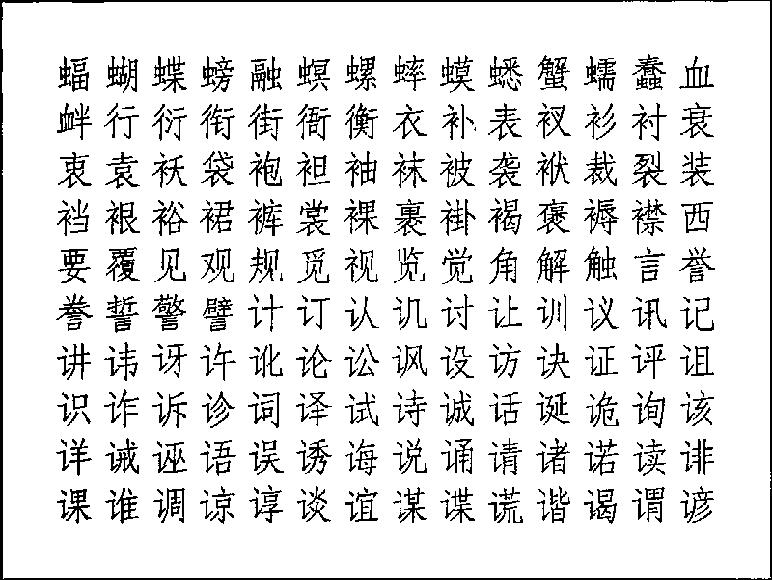 蝠蝴蝶螃融螟螺蟀蟆蟋蟹蠕蠢血
衅行衍衔街衙衡衣补表衩衫衬衰
衷袁袄袋袍袒袖袜被袭袱裁裂装
裆裉裕裙裤裳裸裹褂褐褒褥襟西
要覆见观规觅视览觉角解触言誉
誊誓警譬计订认讥讨让训议讯记
讲讳讶许讹论讼讽设访诀证评诅
识诈诉诊词译试诗诚话诞诡询该
详诫诬语误诱诲说诵请诸诺读诽
课谁调谅谆谈谊谋谍谎谐谒谓谚